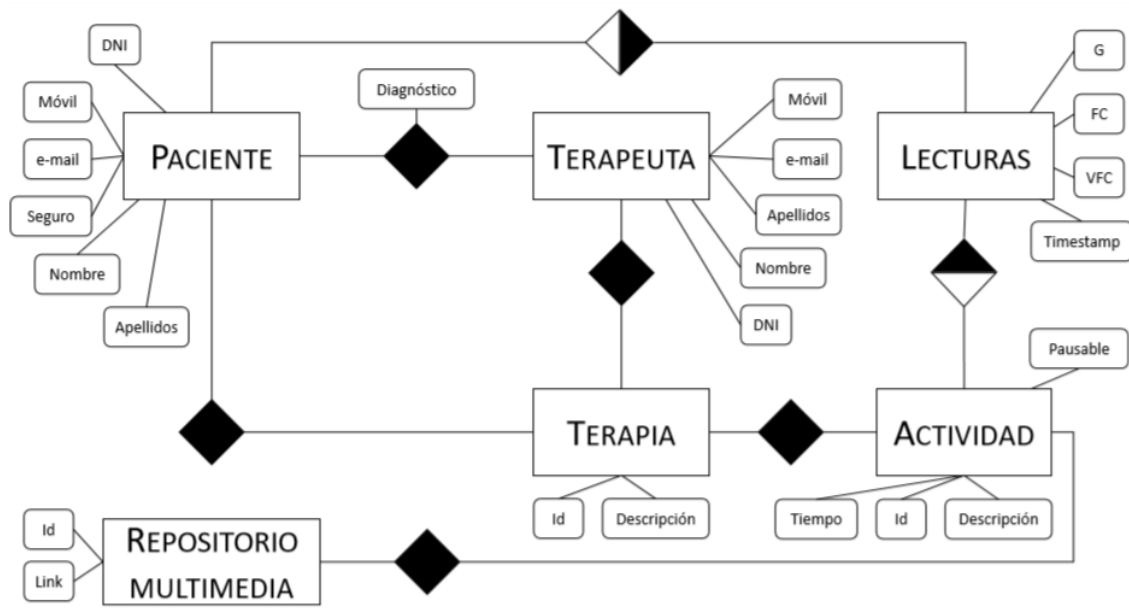 DNI
G
Móvil
Diagnóstico
Móvil
FC
e-mail
PACIENTE
TERAPEUTA
e-mail
LECTURAS
VFC
Seguro
Apellidos
Timestamp
Nombre
Nombre
Apellidos
DNI
Pausable
TERAPIA
ACTIVIDAD
Id
Descripción
Tiempo
Id
Descripción
Id
Link
REPOSITORIO
MULTIMEDIA